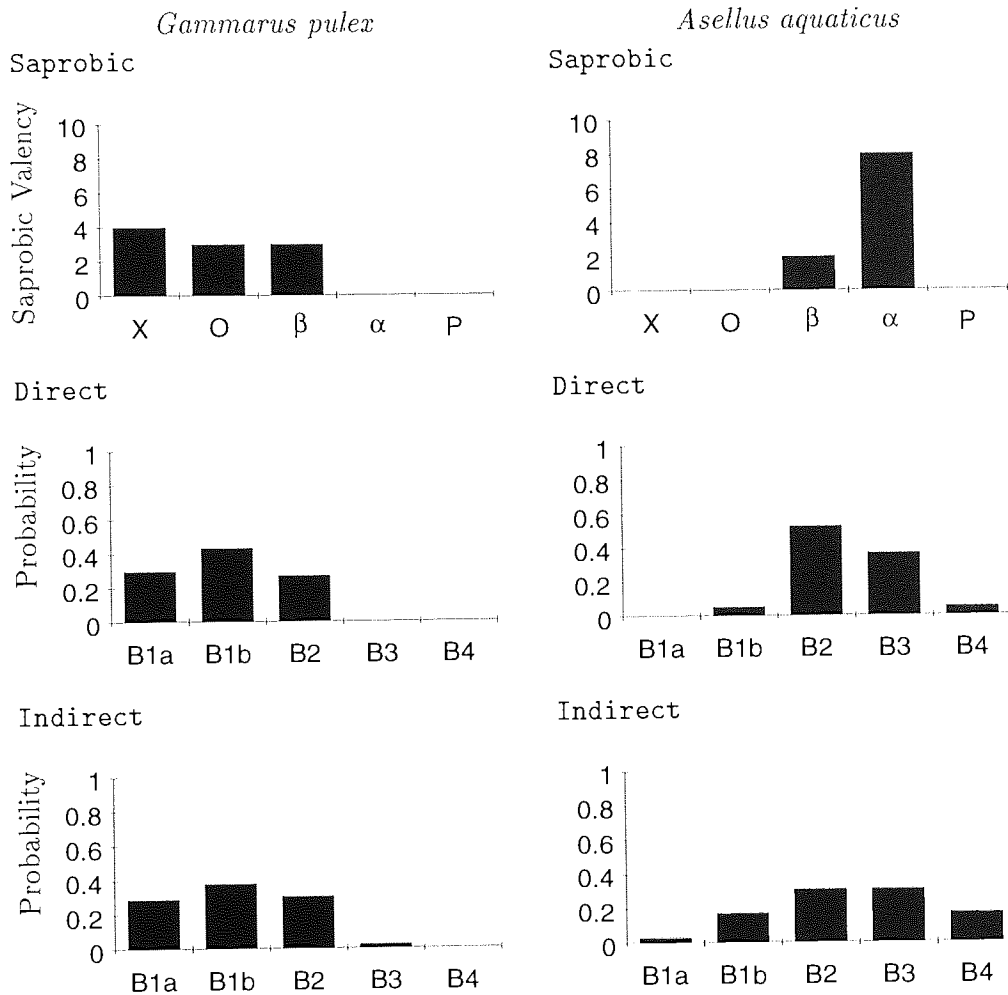 Gammarus pulex
Asellus aquaticus
Saprobic
Saprobic
Saprobic Valency
10
8
6
4
2
0
X O β α P
10
8
6
4
2
0
X O β α P
Direct
Direct
Probability
1
0.8
0.6
0.4
0.2
0
B1a B1b B2 B3 B4
1
0.8
0.6
0.4
0.2
0
B1a B1b B2 B3 B4
Indirect
Indirect
Probability
1
0.8
0.6
0.4
0.2
0
B1a B1b B2 B3 B4
1
0.8
0.6
0.4
0.2
0
B1a B1b B2 B3 B4